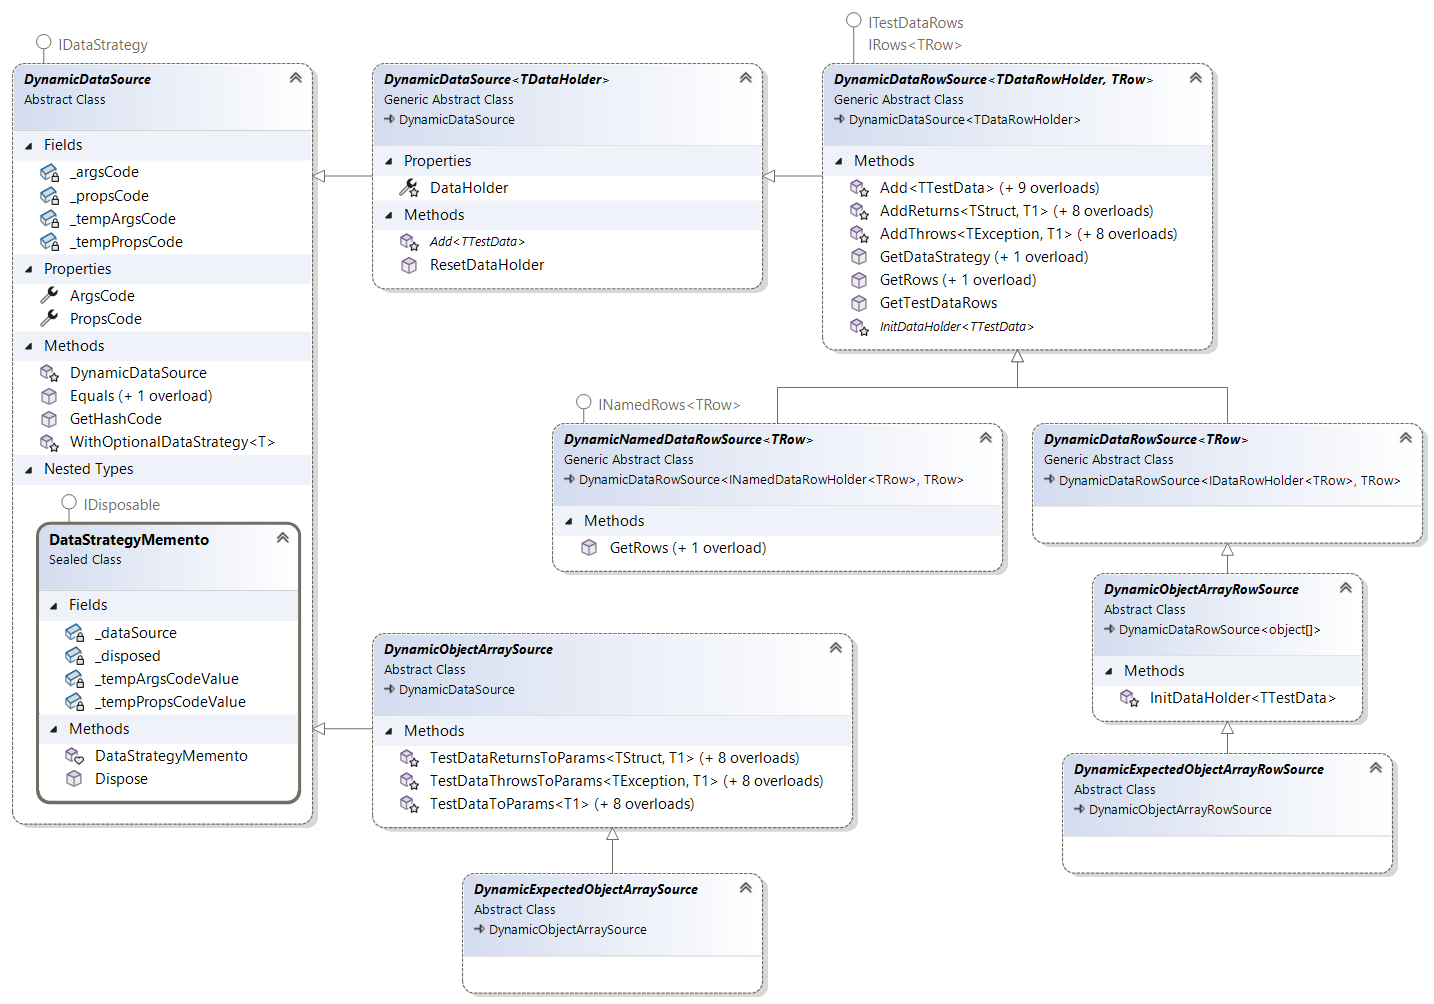 IDataStrategy
DynamicDataSource
Abstract Class
Fields
_argsCode
_propsCode
_tempArgsCode
_tempPropsCode
Properties
ArgsCode
PropsCode
Methods
DynamicDataSource
Equals (+ 1 overload)
GetHashCode
WithOptionalDataStrategy<T>
Nested Types
IDisposable
DataStrategyMemento
Sealed Class
Fields
_dataSource
_disposed
_tempArgsCodeValue
_tempPropsCodeValue
Methods
DataStrategyMemento
Dispose
DynamicDataSource<TDataHolder>
Generic Abstract Class
DynamicDataSource
Properties
DataHolder
Methods
Add<TTestData>
ResetDataHolder
ITestDataRows
IRows<TRow>
DynamicDataRowSource<TDataRowHolder, TRow>
Generic Abstract Class
DynamicDataSource<TDataRowHolder>
Methods
Add<TTestData> (+ 9 overloads)
AddReturns<TStruct, T1> (+ 8 overloads)
AddThrows<TException, T1> (+ 8 overloads)
GetDataStrategy (+ 1 overload)
GetRows (+ 1 overload)
GetTestDataRows
InitDataHolder<TTestData>
INamedRows<TRow>
DynamicNamedDataRowSource<TRow>
Generic Abstract Class
DynamicDataRowSource<INamedDataRowHolder<TRow>, TRow>
Methods
GetRows (+ 1 overload)
DynamicDataRowSource<TRow>
Generic Abstract Class
DynamicDataRowSource<IDataRowHolder<TRow>, TRow>
DynamicObjectArrayRowSource
Abstract Class
DynamicDataRowSource<object[]>
Methods
InitDataHolder<TTestData>
DynamicExpectedObjectArrayRowSource
Abstract Class
DynamicObjectArrayRowSource
DynamicObjectArraySource
Abstract Class
DynamicDataSource
Methods
TestDataReturnsToParams<TStruct, T1> (+ 8 overloads)
TestDataThrowsToParams<TException, T1> (+ 8 overloads)
TestDataToParams<T1> (+ 8 overloads)
DynamicExpectedObjectArraySource
Abstract Class
DynamicObjectArraySource